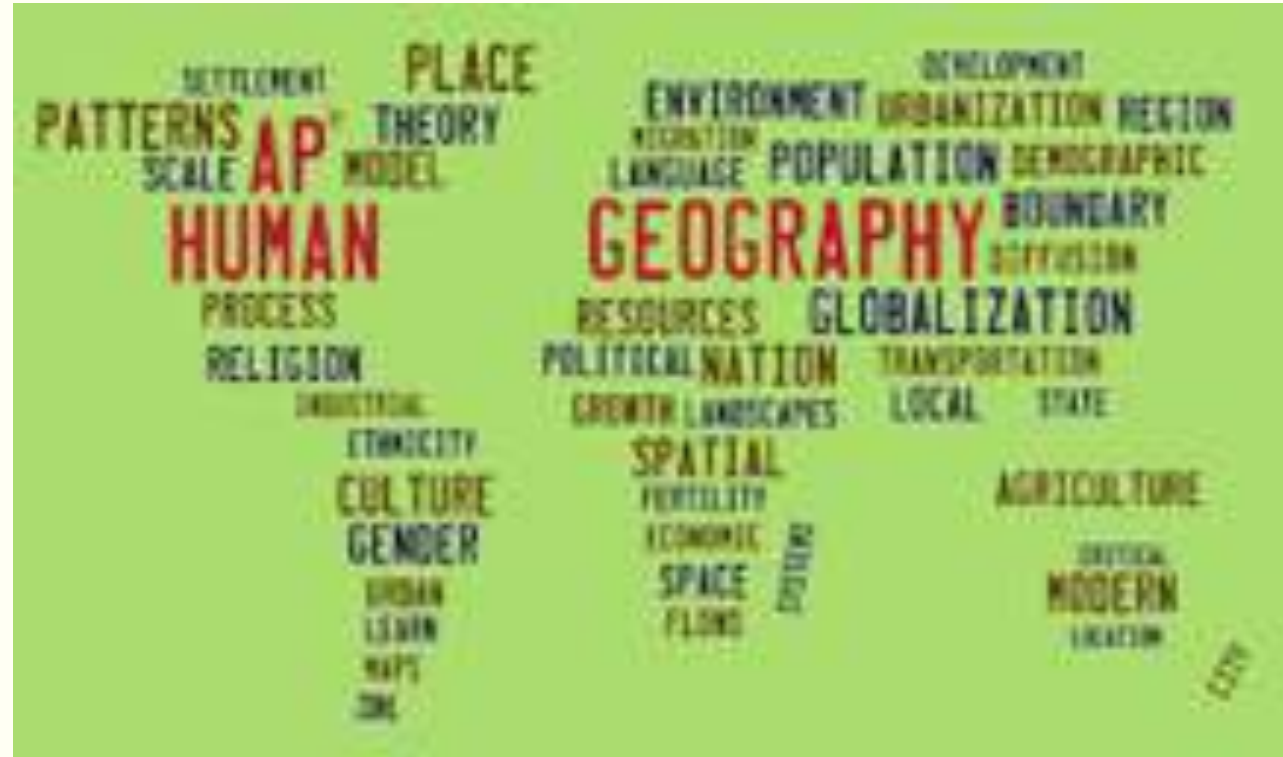 SETTLEMENT
PLACE
PATTERNS
AP
THEORY
SCALE
MODEL
HUMAN
PROCESS
RELIGION
INDUSTRIAL
ETHNICITY
CULTURE
GENDER
URBAN
LEARN
MAPS
DEVELOPMENT
ENVIRONMENT
URBANIZATION
REGION
MIGRATION
LANGUAGE
POPULATION
DEMOGRAPHIC
GEOGRAPHY
BOUNDARY
DIFFUSION
RESOURCES
GLOBALIZATION
POLITICAL
NATION
TRANSPORTATION
GROWTH
LANDSCAPES
LOCAL
STATE
SPATIAL
FERTILITY
AGRICULTURE
ECONOMIC
SYSTEMS
SPACE
FLOWS
CRITICAL
MODERN
LOCATION
CITY